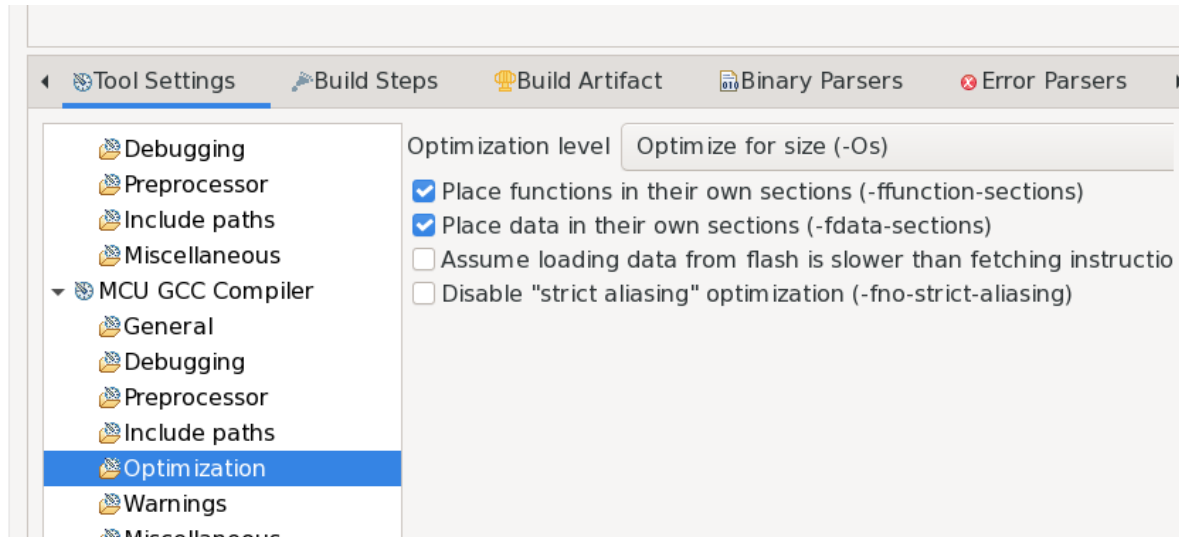 Tool Settings Build Steps Build Artifact Binary Parsers Error Parsers
Debugging
Preprocessor
Include paths
Miscellaneous
MCU GCC Compiler
General
Debugging
Preprocessor
Include paths
Optimization
Warnings
Miscellaneous
Optimization level Optimize for size (-Os)
Place functions in their own sections (-ffunction-sections)
Place data in their own sections (-fdata-sections)
Assume loading data from flash is slower than fetching instructio
Disable "strict aliasing" optimization (-fno-strict-aliasing)